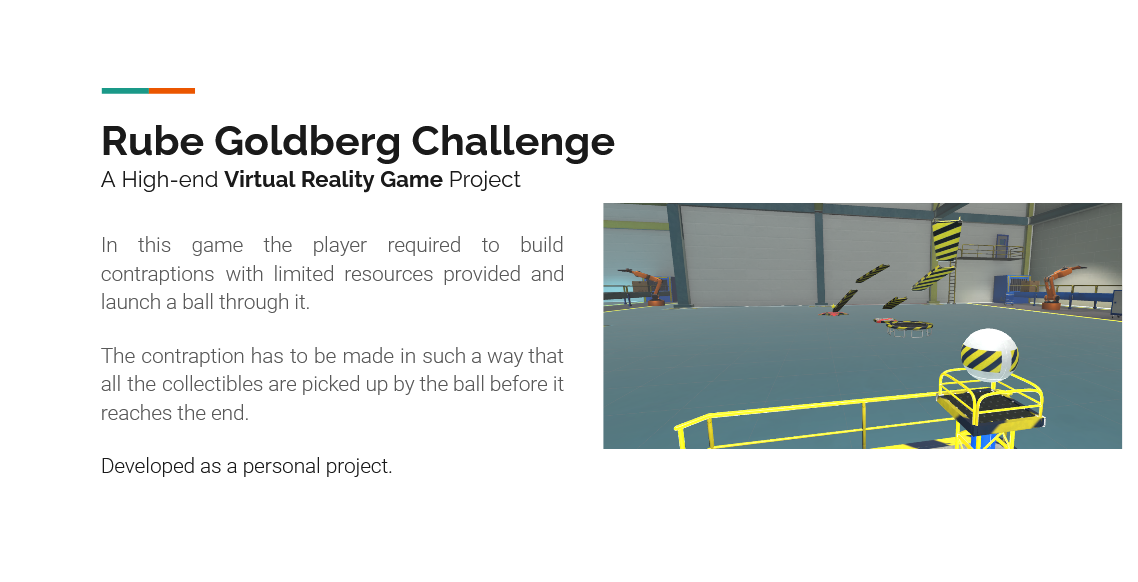 Rube Goldberg Challenge
A High-end Virtual Reality Game Project
In this game the player required to build
contraptions with limited resources provided and
launch a ball through it.
The contraption has to be made in such a way that
all the collectibles are picked up by the ball before it
reaches the end.
Developed as a personal project.